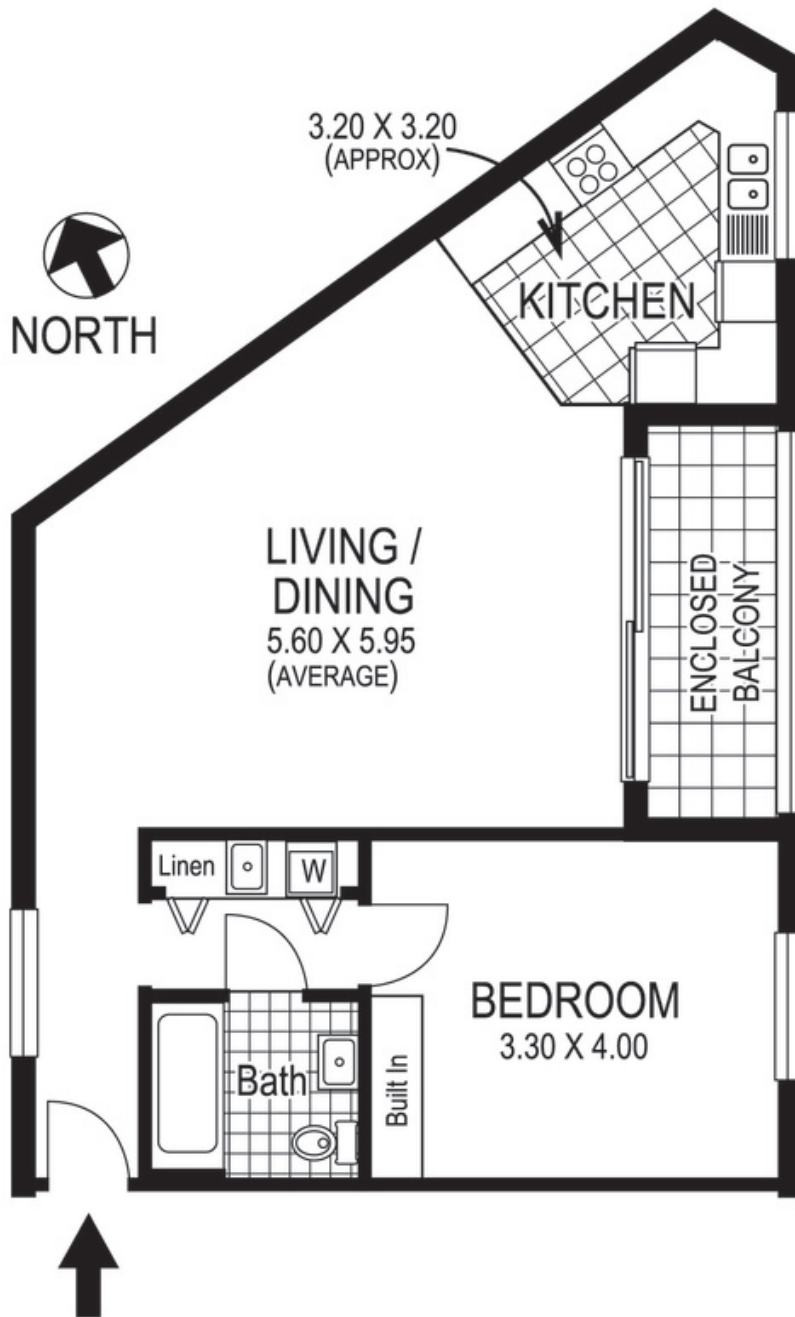 3.20 X 3.20
(APPROX)
NORTH
KITCHEN
LIVING /
DINING
5.60 X 5.95
(AVERAGE)
ENCLOSED
BALCONY
Linen
W
BEDROOM
3.30 X 4.00
Bath
Built In